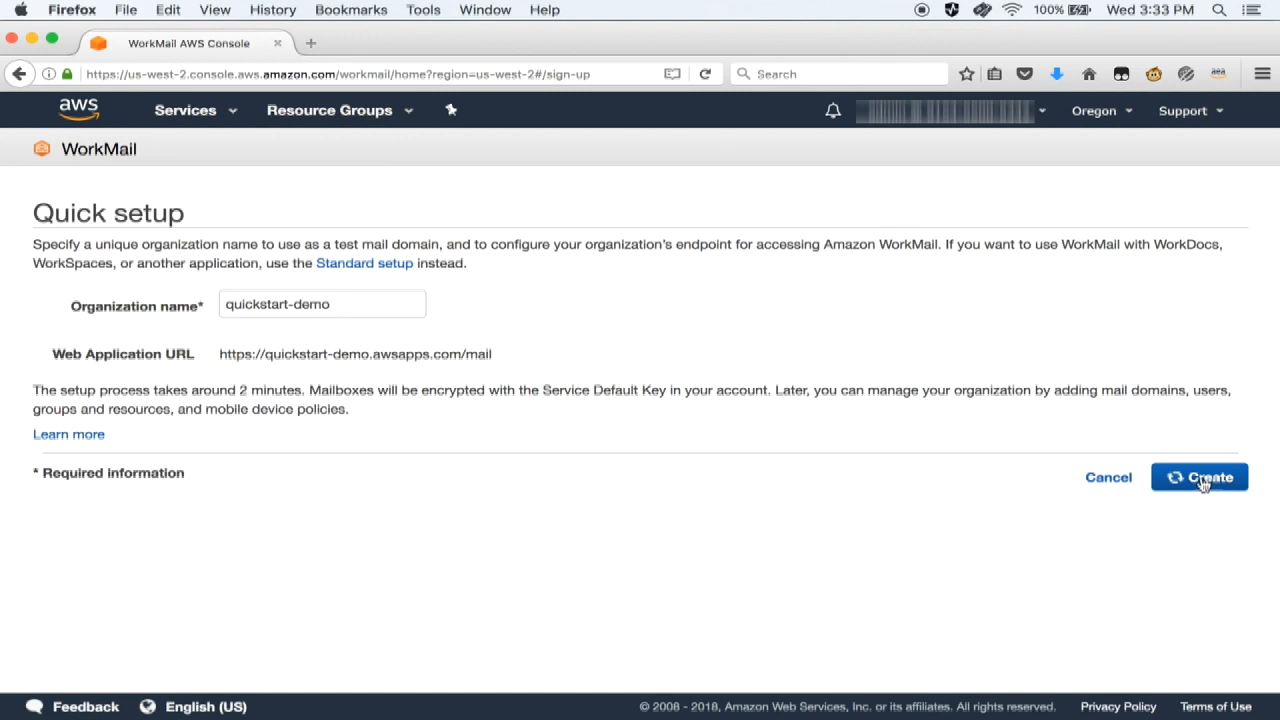 Firefox File Edit View History Bookmarks Tools Window Help 100% Wed 3:33 PM
WorkMail AWS Console
https://us-west-2.console.aws.amazon.com/workmail/home?region=us-west-2#/sign-up Search aea
aws Services Resource Groups Oregon Support
WorkMail
Quick setup
Specify a unique organization name to use as a test mail domain, and to configure your organization's endpoint for accessing Amazon WorkMail. If you want to use WorkMail with WorkDocs,
WorkSpaces, or another application, use the Standard setup instead.
Organization name* quickstart-demo
Web Application URL https://quickstart-demo.awsapps.com/mail
The setup process takes around 2 minutes. Mailboxes will be encrypted with the Service Default Key in your account. Later, you can manage your organization by adding mail domains, users,
groups and resources, and mobile device policies.
Learn more
* Required information
Cancel Create
Feedback English (US) © 2008 - 2018, Amazon Web Services, Inc. or its affiliates. All rights reserved. Privacy Policy Terms of Use